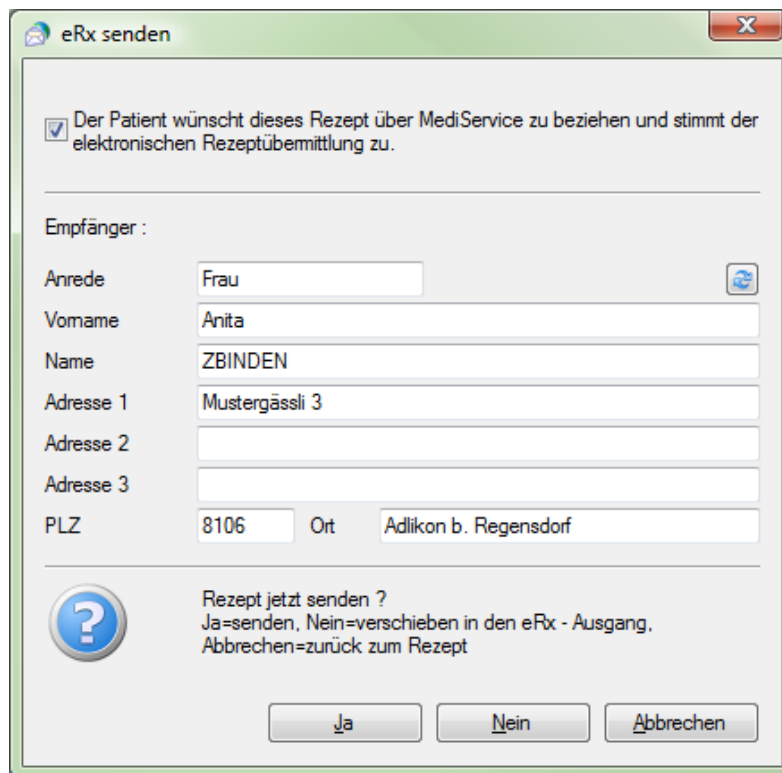 eRx senden
Der Patient wünscht dieses Rezept über MediService zu beziehen und stimmt der
elektronischen Rezeptübermittlung zu.
Empfänger :
Anrede Frau
Vorname Anita
Name ZBINDEN
Adresse 1 Mustergässli 3
Adresse 2
Adresse 3
PLZ 8106 Ort Adlikon b. Regensdorf
Rezept jetzt senden ?
Ja=senden, Nein=verschieben in den eRx - Ausgang,
Abbrechen=zurück zum Rezept
Ja Nein Abbrechen